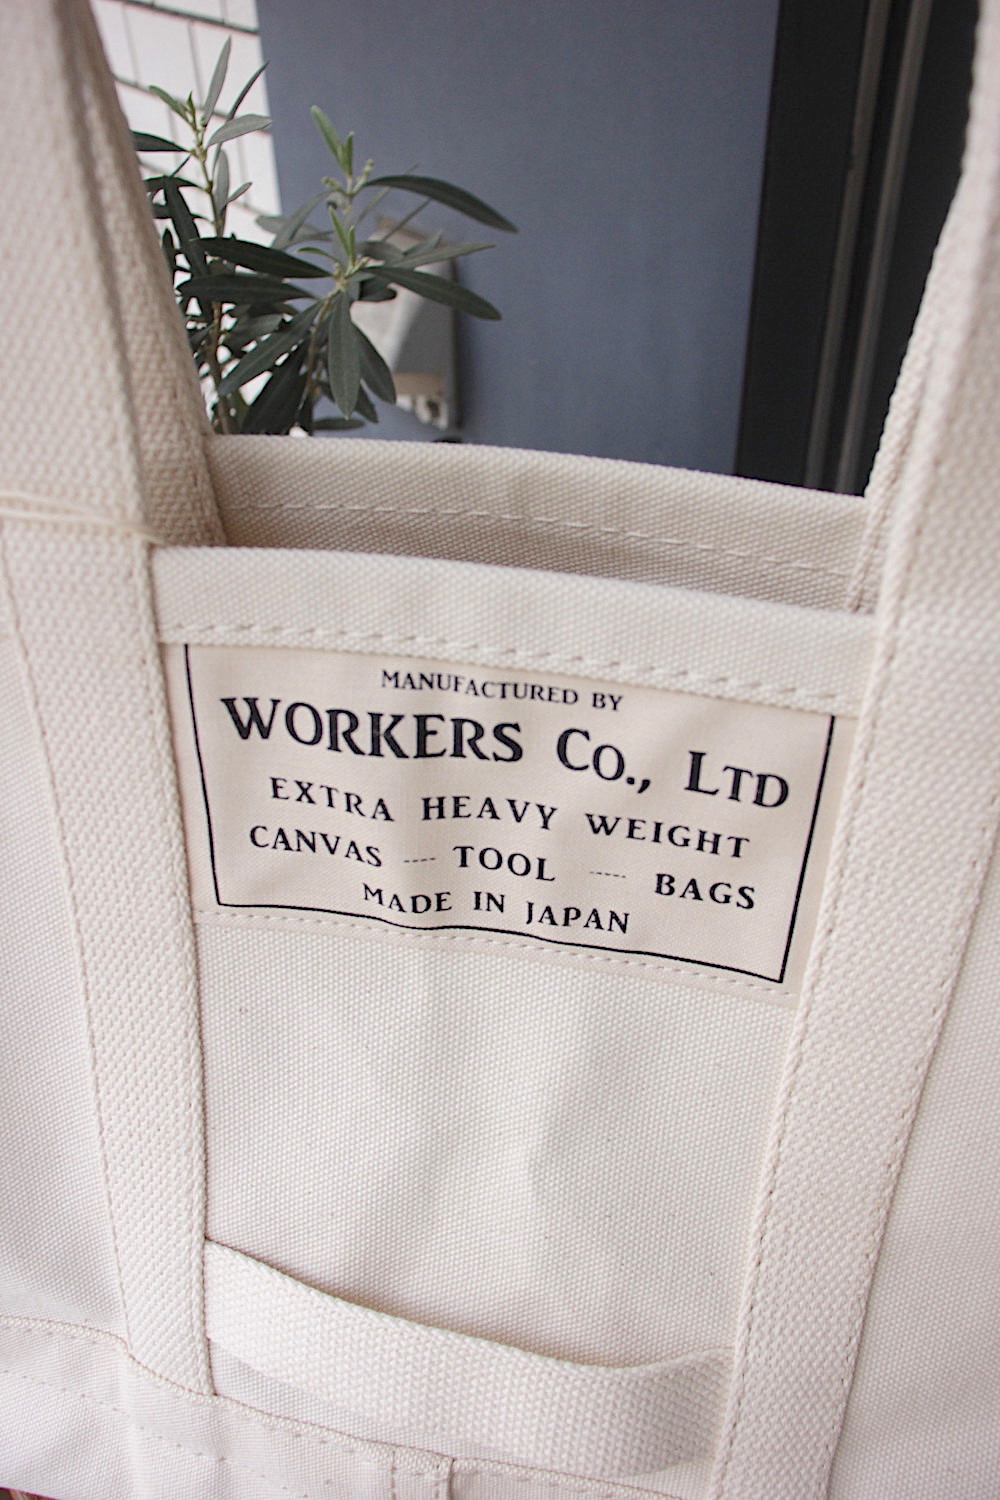 MANUFACTURED BY
WORKERS CO., LTD
EXTRA HEAVY WEIGHT
CANVAS ---- TOOL ----- BAGS
MADE IN JAPAN